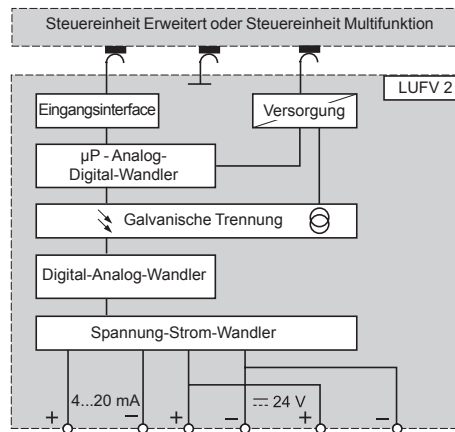 Steuereinheit Erweitert oder Steuereinheit Multifunktion
LUFV 2
Eingangsinterface
Versorgung
µP - Analog-
Digital-Wandler
Galvanische Trennung
Digital-Analog-Wandler
Spannung-Strom-Wandler
4...20 mA
24 V
+ – + – + –